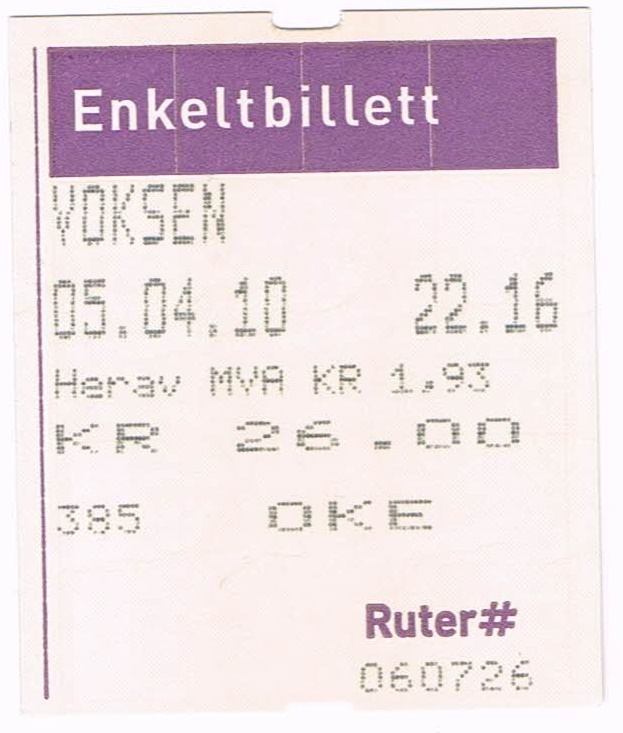 Enkeltbillett
VOKSEN
05.04.10 22.16
Herav MVA KR 1.93
KR 26.00
385 OKE
Ruter#
060726